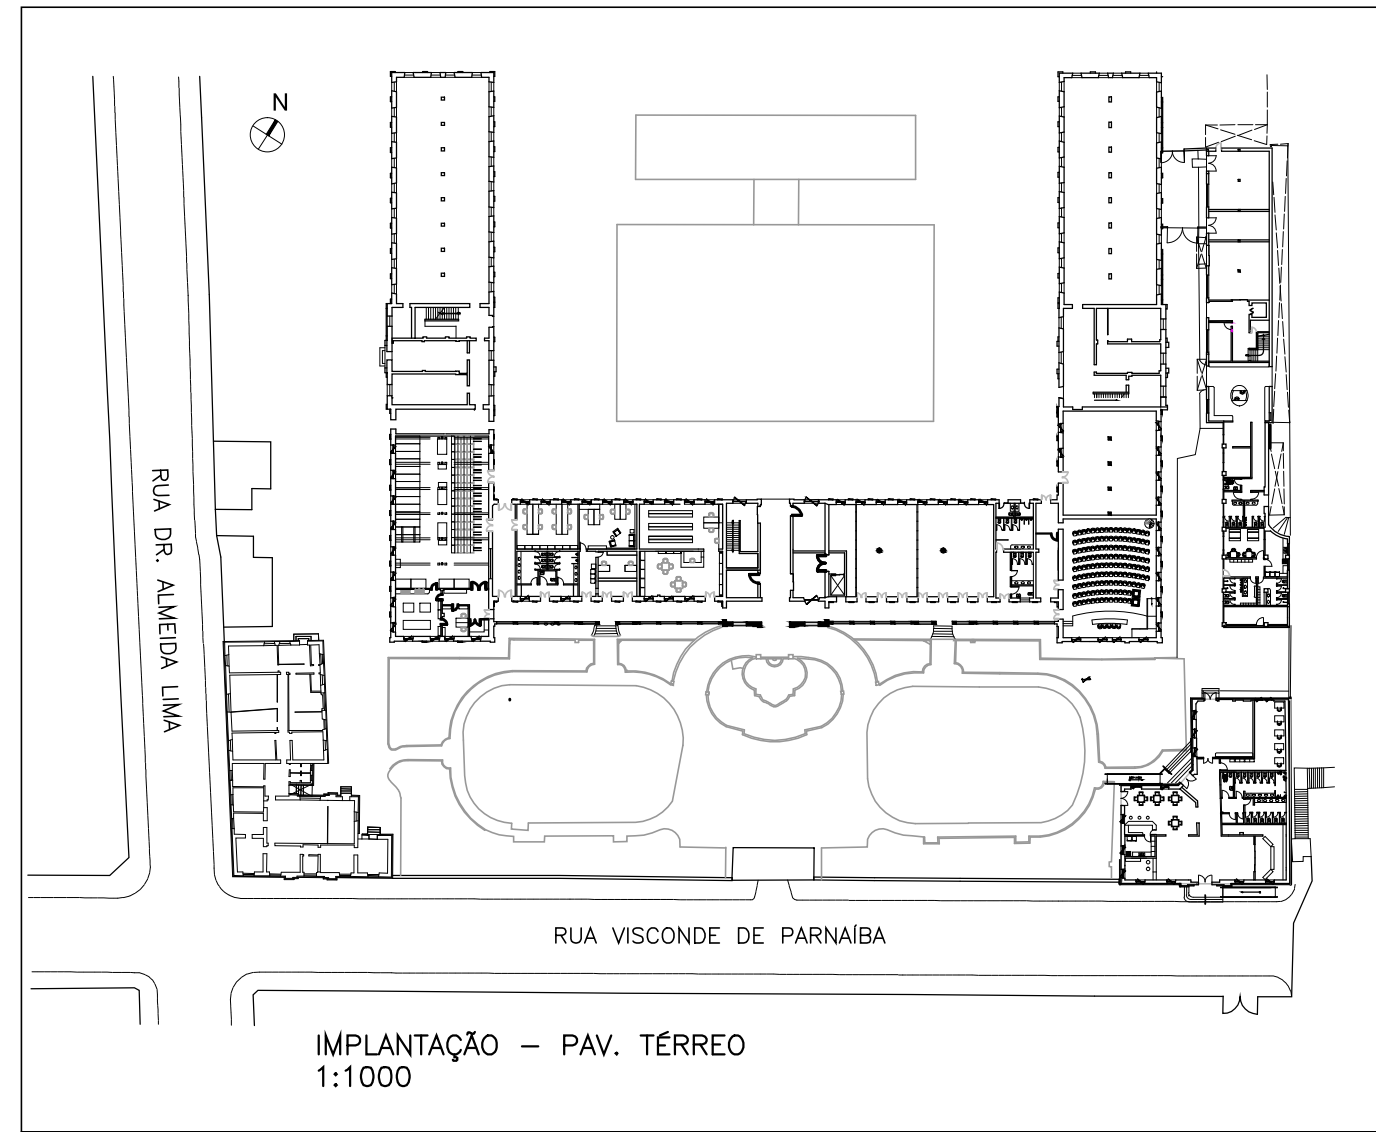 N
RUA DR. ALMEIDA LIMA
RUA VISCONDE DE PARNAÍBA
IMPLANTAÇÃO – PAV. TÉRREO
1:1000